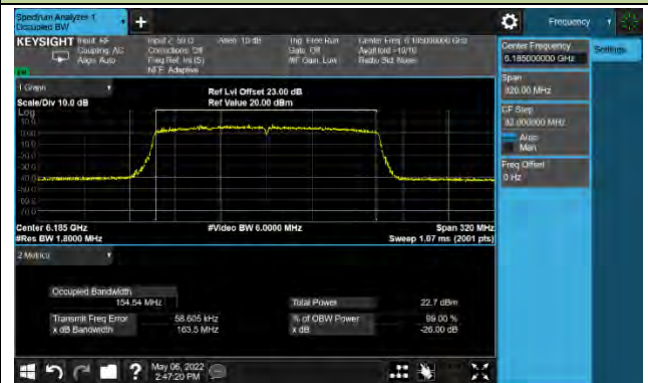 Spectrum Analyzer 1
Occupied BW
+
Frequency
KEYSIGHT Input: RF
Coupling: AC
Align: Auto
Input Z: 50 Ω
Corrections: Off
Freq Ref: Int (S)
NFE: Adaptive
Atten: 10 dB
Trig: Free Run
Gate: Off
#IF Gain: Low
Center Freq: 6.185000000 GHz
Avg|Hold: >10/10
Radio Std: None
Center Frequency
6.185000000 GHz
Settings
Span
320.00 MHz
CF Step
32.000000 MHz
Auto
Man
Freq Offset
0 Hz
1 Graph
Scale/Div 10.0 dB
Ref Lvl Offset 23.00 dB
Ref Value 20.00 dBm
Log
Center 6.185 GHz
#Res BW 1.8000 MHz
#Video BW 6.0000 MHz
Span 320 MHz
Sweep 1.07 ms (2001 pts)
2 Metrics
Occupied Bandwidth
154.54 MHz
Total Power 22.7 dBm
Transmit Freq Error 58.605 kHz
% of OBW Power 99.00 %
x dB Bandwidth 163.5 MHz
x dB -26.00 dB
?
May 06, 2022
2:47:20 PM